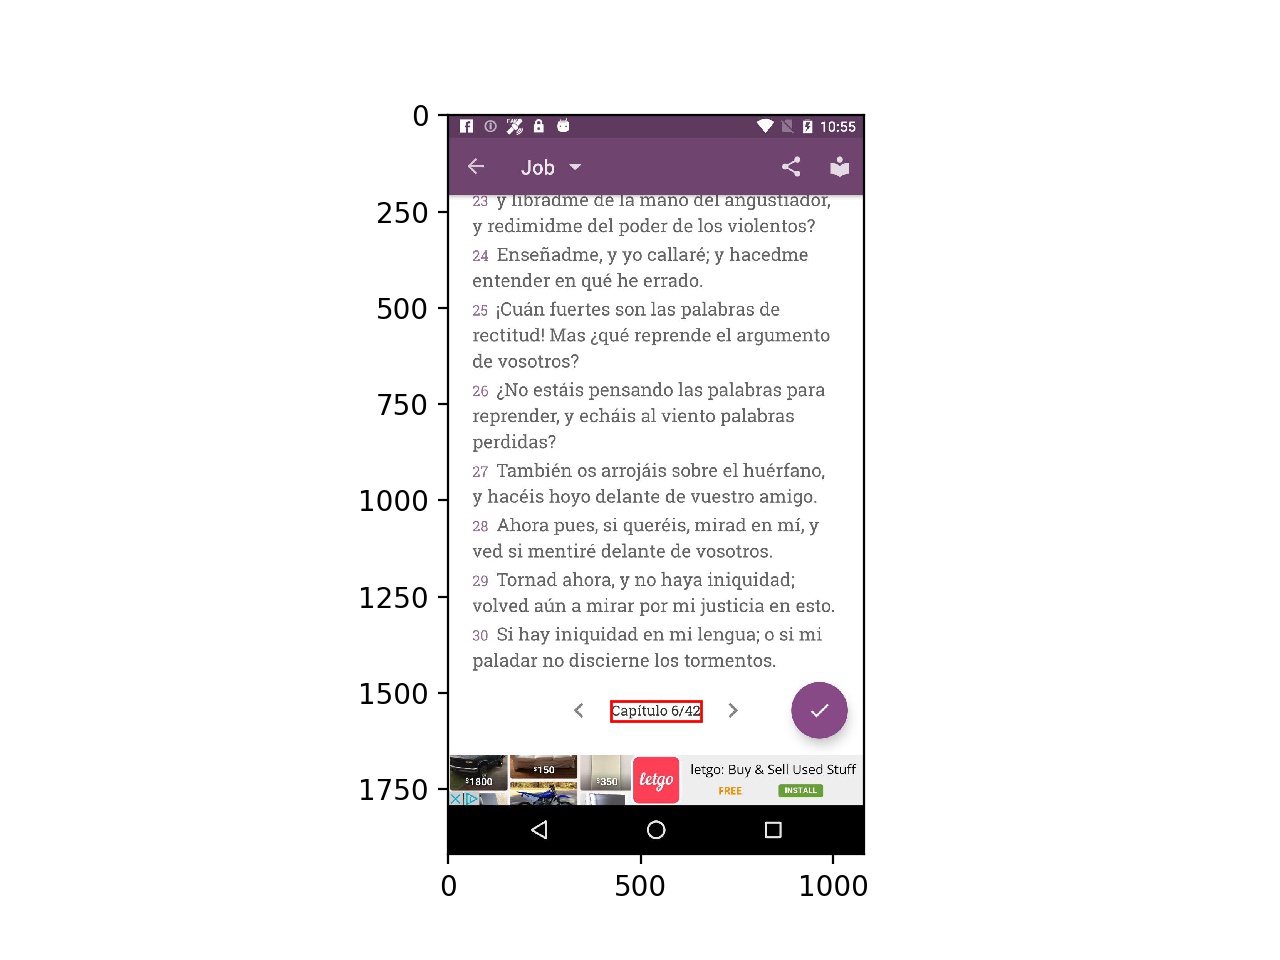 0
250
500
750
1000
1250
1500
1750
10:55
Job
23 y libradme de la mano del angustiador,
y redimidme del poder de los violentos?
24 Enseñadme, y yo callaré; y hacedme
entender en qué he errado.
25 ¡Cuán fuertes son las palabras de
rectitud! Mas ¿qué reprende el argumento
de vosotros?
26 ¿No estáis pensando las palabras para
reprender, y echáis al viento palabras
perdidas?
27 También os arrojáis sobre el huérfano,
y hacéis hoyo delante de vuestro amigo.
28 Ahora pues, si queréis, mirad en mí, y
ved si mentiré delante de vosotros.
29 Tornad ahora, y no haya iniquidad;
volved aún a mirar por mi justicia en esto.
30 Si hay iniquidad en mi lengua; o si mi
paladar no discierne los tormentos.
Capítulo 6/42
$1800
$150
$350
letgo
letgo: Buy & Sell Used Stuff
FREE
INSTALL
0
500
1000